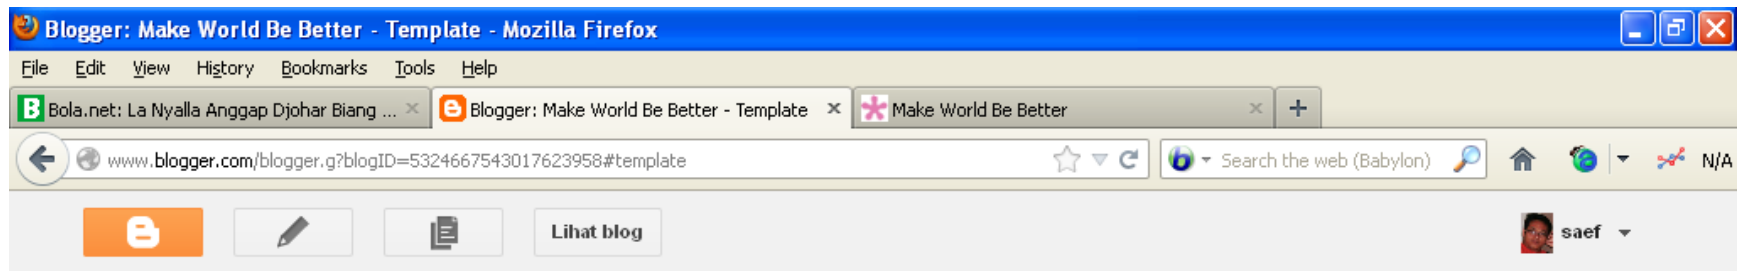 Blogger: Make World Be Better - Template - Mozilla Firefox
File Edit View History Bookmarks Tools Help
Bola.net: La Nyalla Anggap Djohar Biang ... Blogger: Make World Be Better - Template Make World Be Better
www.blogger.com/blogger.g?blogID=5324667543017623958#template Search the web (Babylon) N/A
Lihat blog saef